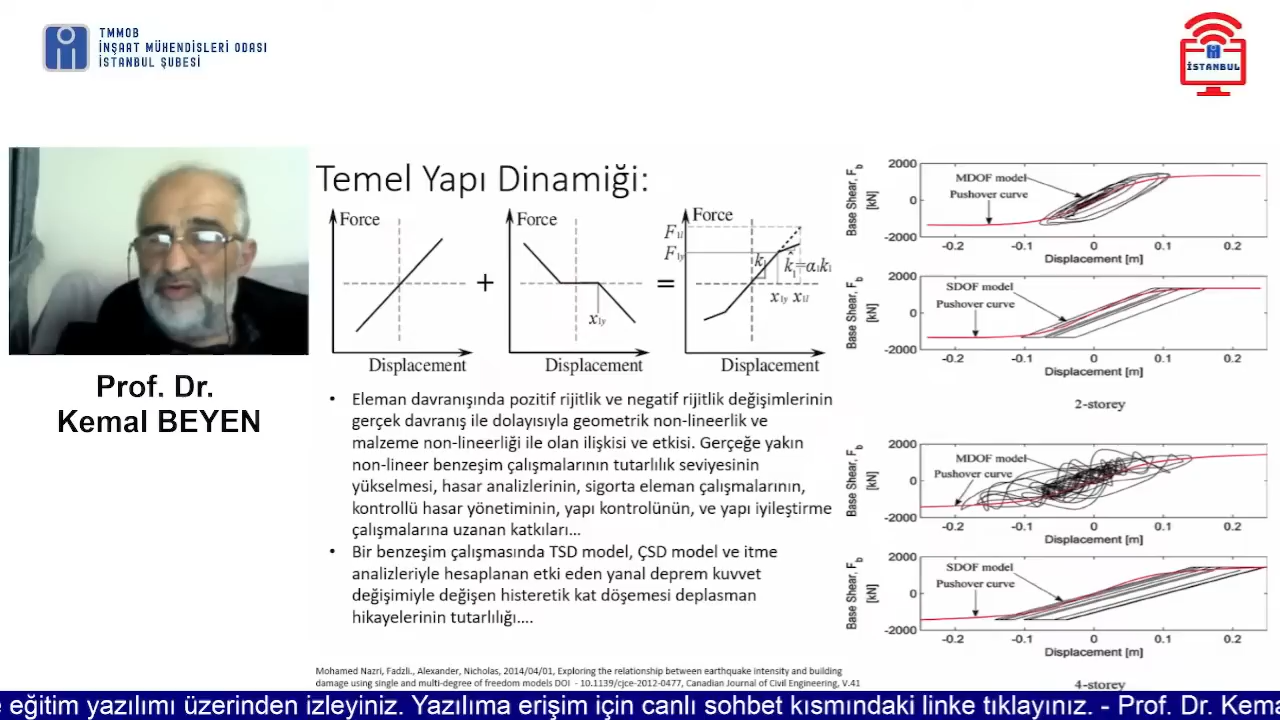 TMMOB
İNŞAAT MÜHENDİSLERİ ODASI
İSTANBUL ŞUBESİ
İSTANBUL
Prof. Dr.
Kemal BEYEN
Temel Yapı Dinamiği:
Force
Displacement
+
Force
x1y
Displacement
=
Force
F1l
F1y
k1
k1=α1k1
x1y x1l
Displacement
• Eleman davranışında pozitif rijitlik ve negatif rijitlik değişimlerinin
gerçek davranış ile dolayısıyla geometrik non-lineerlik ve
malzeme non-lineerliği ile olan ilişkisi ve etkisi. Gerçeğe yakın
non-lineer benzeşim çalışmalarının tutarlılık seviyesinin
yükselmesi, hasar analizlerinin, sigorta eleman çalışmalarının,
kontrollü hasar yönetiminin, yapı kontrolünün, ve yapı iyileştirme
çalışmalarına uzanan katkıları...
• Bir benzeşim çalışmasında TSD model, ÇSD model ve itme
analizleriyle hesaplanan etki eden yanal deprem kuvvet
değişimiyle değişen histeretik kat döşemesi deplasman
hikayelerinin tutarlılığı....
Mohamed Nazri, Fadzli., Alexander, Nicholas, 2014/04/01, Exploring the relationship between earthquake intensity and building
damage using single and multi-degree of freedom models DOI - 10.1139/cjce-2012-0477, Canadian Journal of Civil Engineering, V.41
Base Shear, Fb
[kN]
2000
0
-2000
MDOF model
Pushover curve
-0.2 -0.1 0 0.1 0.2
Displacement [m]
Base Shear, Fb
[kN]
2000
0
-2000
SDOF model
Pushover curve
-0.2 -0.1 0 0.1 0.2
Displacement [m]
2-storey
Base Shear, Fb
[kN]
2000
0
-2000
MDOF model
Pushover curve
-0.2 -0.1 0 0.1 0.2
Displacement [m]
Base Shear, Fb
[kN]
2000
0
-2000
SDOF model
Pushover curve
-0.2 -0.1 0 0.1 0.2
Displacement [m]
4-storey
eğitim yazılımı üzerinden izleyiniz. Yazılıma erişim için canlı sohbet kısmındaki linke tıklayınız. - Prof. Dr. Kema